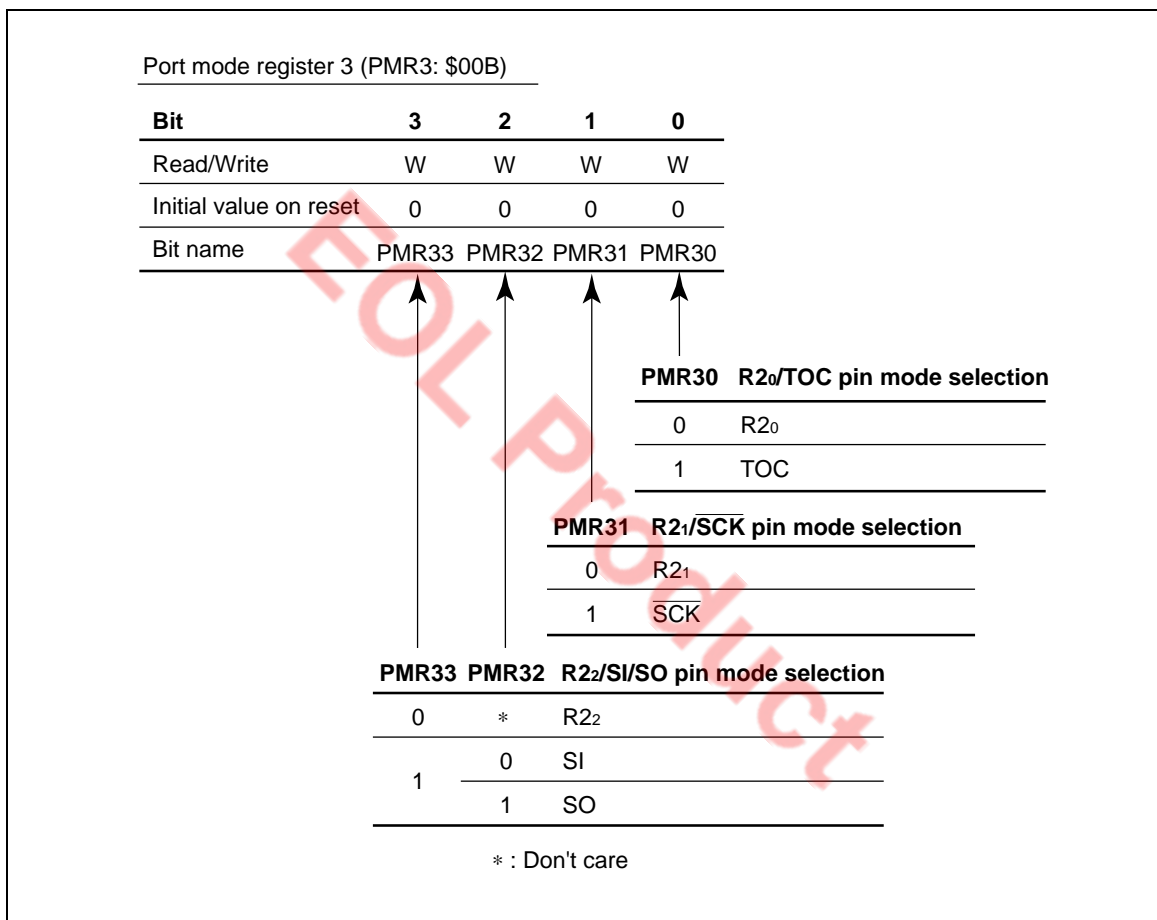 Port mode register 3 (PMR3: $00B)
Bit 3 2 1 0
Read/Write W W W W
Initial value on reset 0 0 0 0
Bit name PMR33 PMR32 PMR31 PMR30
PMR30 R2₀/TOC pin mode selection
0 R2₀
1 TOC
PMR31 R2₁/S̅C̅K̅ pin mode selection
0 R2₁
1 S̅C̅K̅
PMR33 PMR32 R2₂/SI/SO pin mode selection
0 * R2₂
1 0 SI
1 SO
* : Don't care
EOL Product